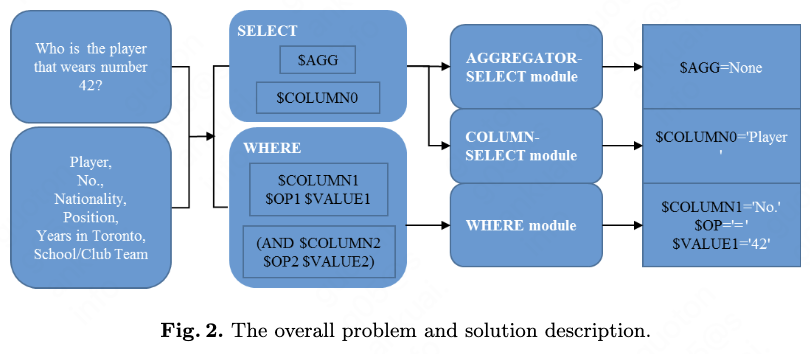 Who is the player
that wears number
42?
Player,
No.,
Nationality,
Position,
Years in Toronto,
School/Club Team
SELECT
$AGG
$COLUMN0
WHERE
$COLUMN1
$OP1 $VALUE1
(AND $COLUMN2
$OP2 $VALUE2)
AGGREGATOR-
SELECT module
COLUMN-
SELECT module
WHERE module
$AGG=None
$COLUMN0='Player
'
$COLUMN1='No.'
$OP='='
$VALUE1='42'
Fig. 2. The overall problem and solution description.